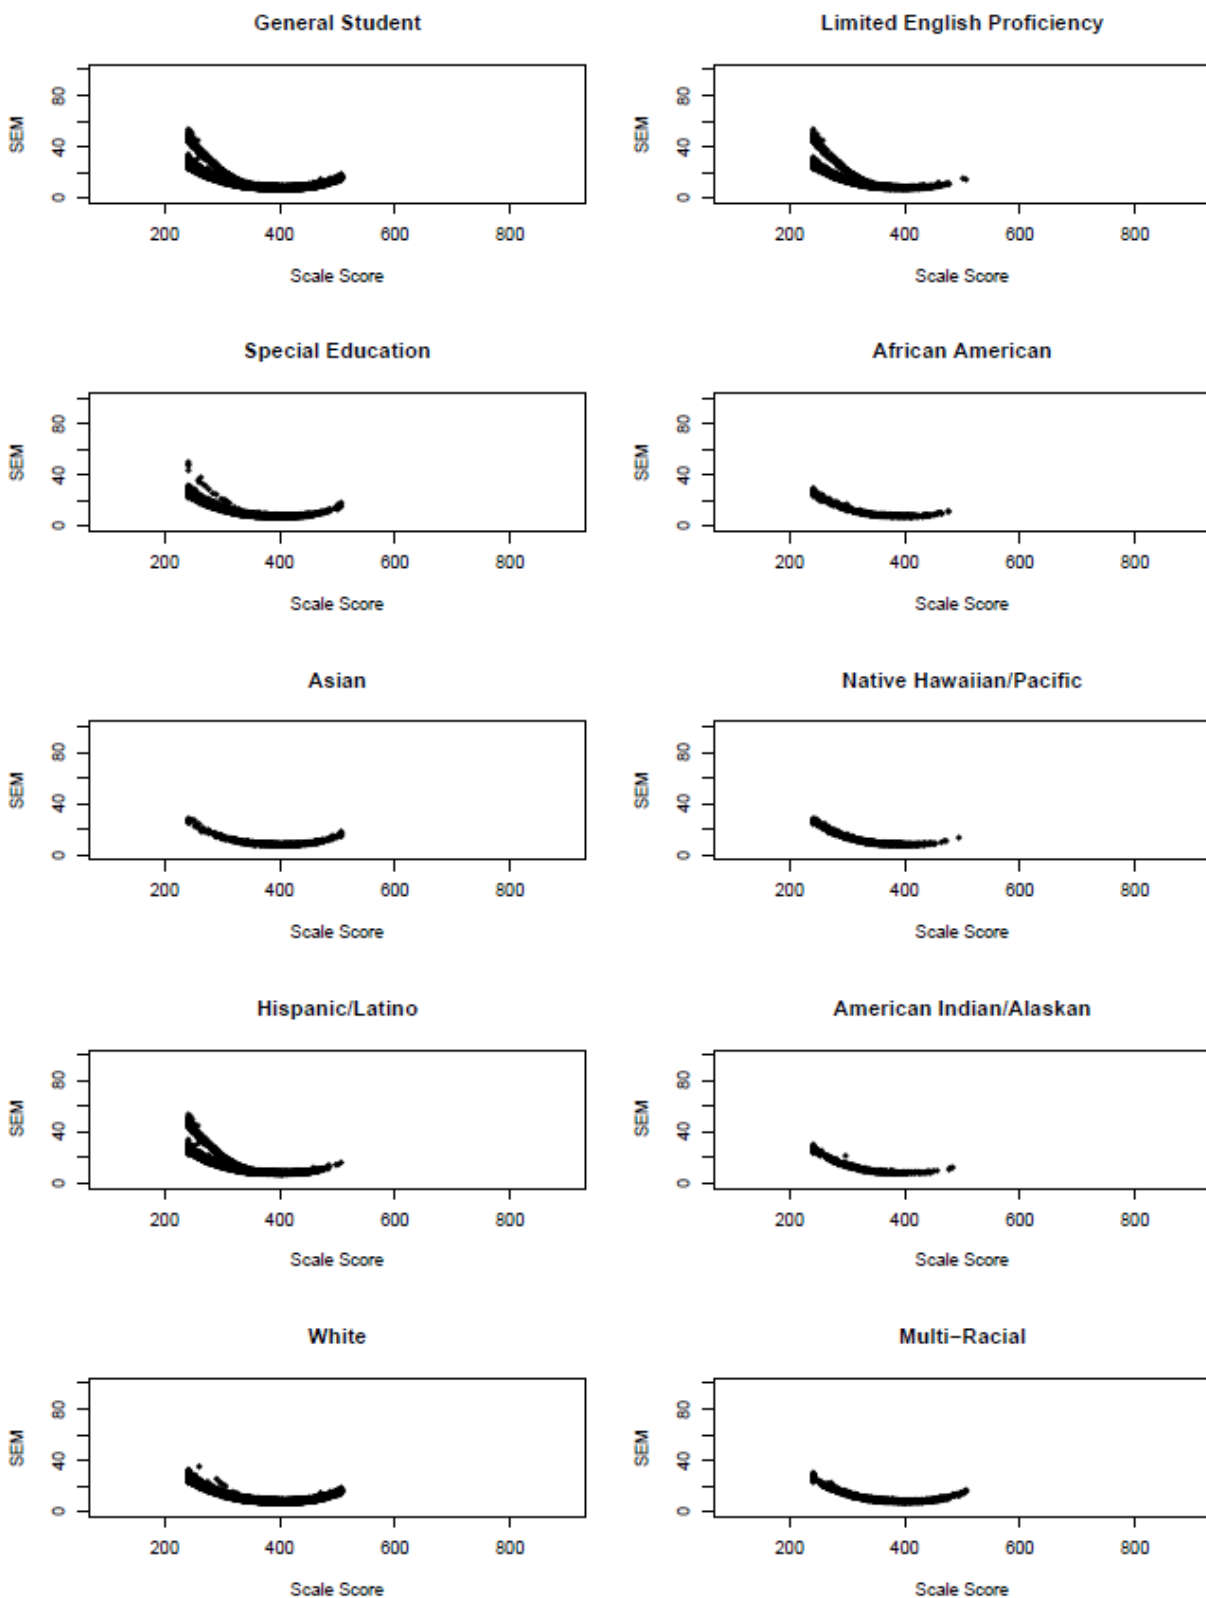 General Student
Limited English Proficiency
SEM
0 40 80
200 400 600 800
Scale Score
SEM
0 40 80
200 400 600 800
Scale Score
Special Education
African American
SEM
0 40 80
200 400 600 800
Scale Score
SEM
0 40 80
200 400 600 800
Scale Score
Asian
Native Hawaiian/Pacific
SEM
0 40 80
200 400 600 800
Scale Score
SEM
0 40 80
200 400 600 800
Scale Score
Hispanic/Latino
American Indian/Alaskan
SEM
0 40 80
200 400 600 800
Scale Score
SEM
0 40 80
200 400 600 800
Scale Score
White
Multi−Racial
SEM
0 40 80
200 400 600 800
Scale Score
SEM
0 40 80
200 400 600 800
Scale Score